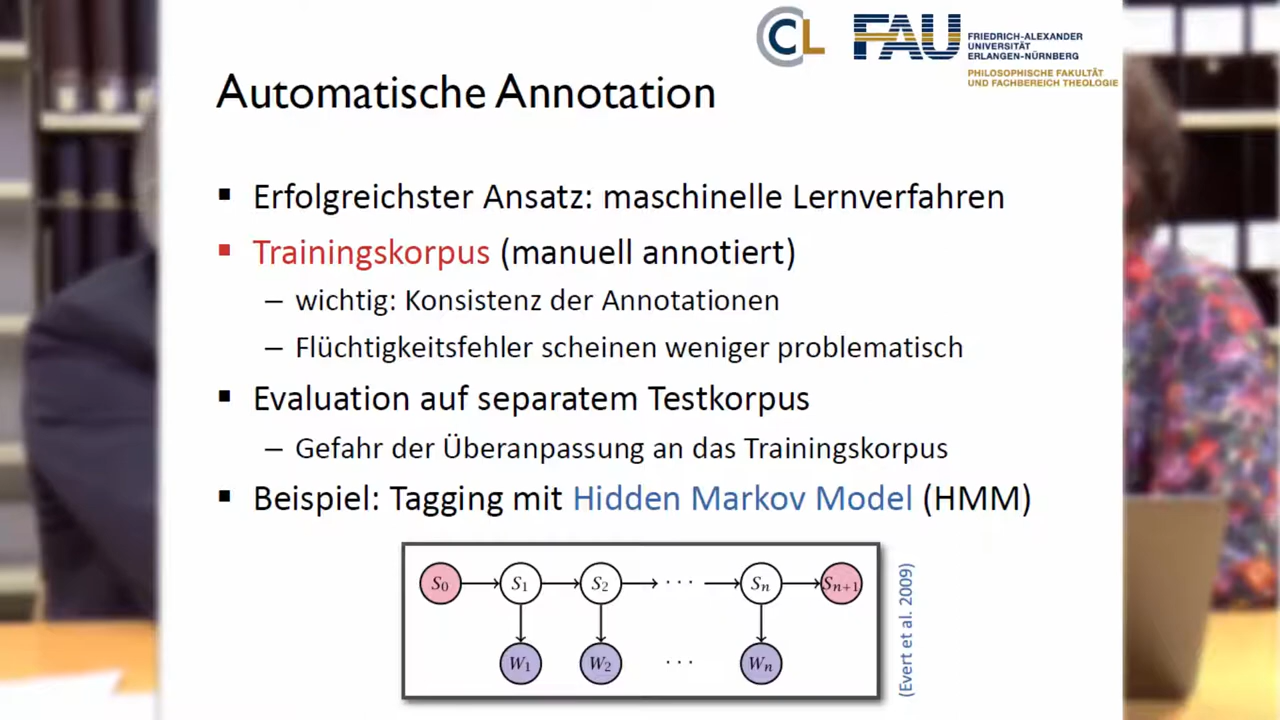 CL
FAU
FRIEDRICH-ALEXANDER
UNIVERSITÄT
ERLANGEN-NÜRNBERG
PHILOSOPHISCHE FAKULTÄT
UND FACHBEREICH THEOLOGIE
Automatische Annotation
▪ Erfolgreichster Ansatz: maschinelle Lernverfahren
▪ Trainingskorpus (manuell annotiert)
– wichtig: Konsistenz der Annotationen
– Flüchtigkeitsfehler scheinen weniger problematisch
▪ Evaluation auf separatem Testkorpus
– Gefahr der Überanpassung an das Trainingskorpus
▪ Beispiel: Tagging mit Hidden Markov Model (HMM)
S0 S1 S2 ··· Sn Sn+1
W1 W2 ··· Wn
(Evert et al. 2009)